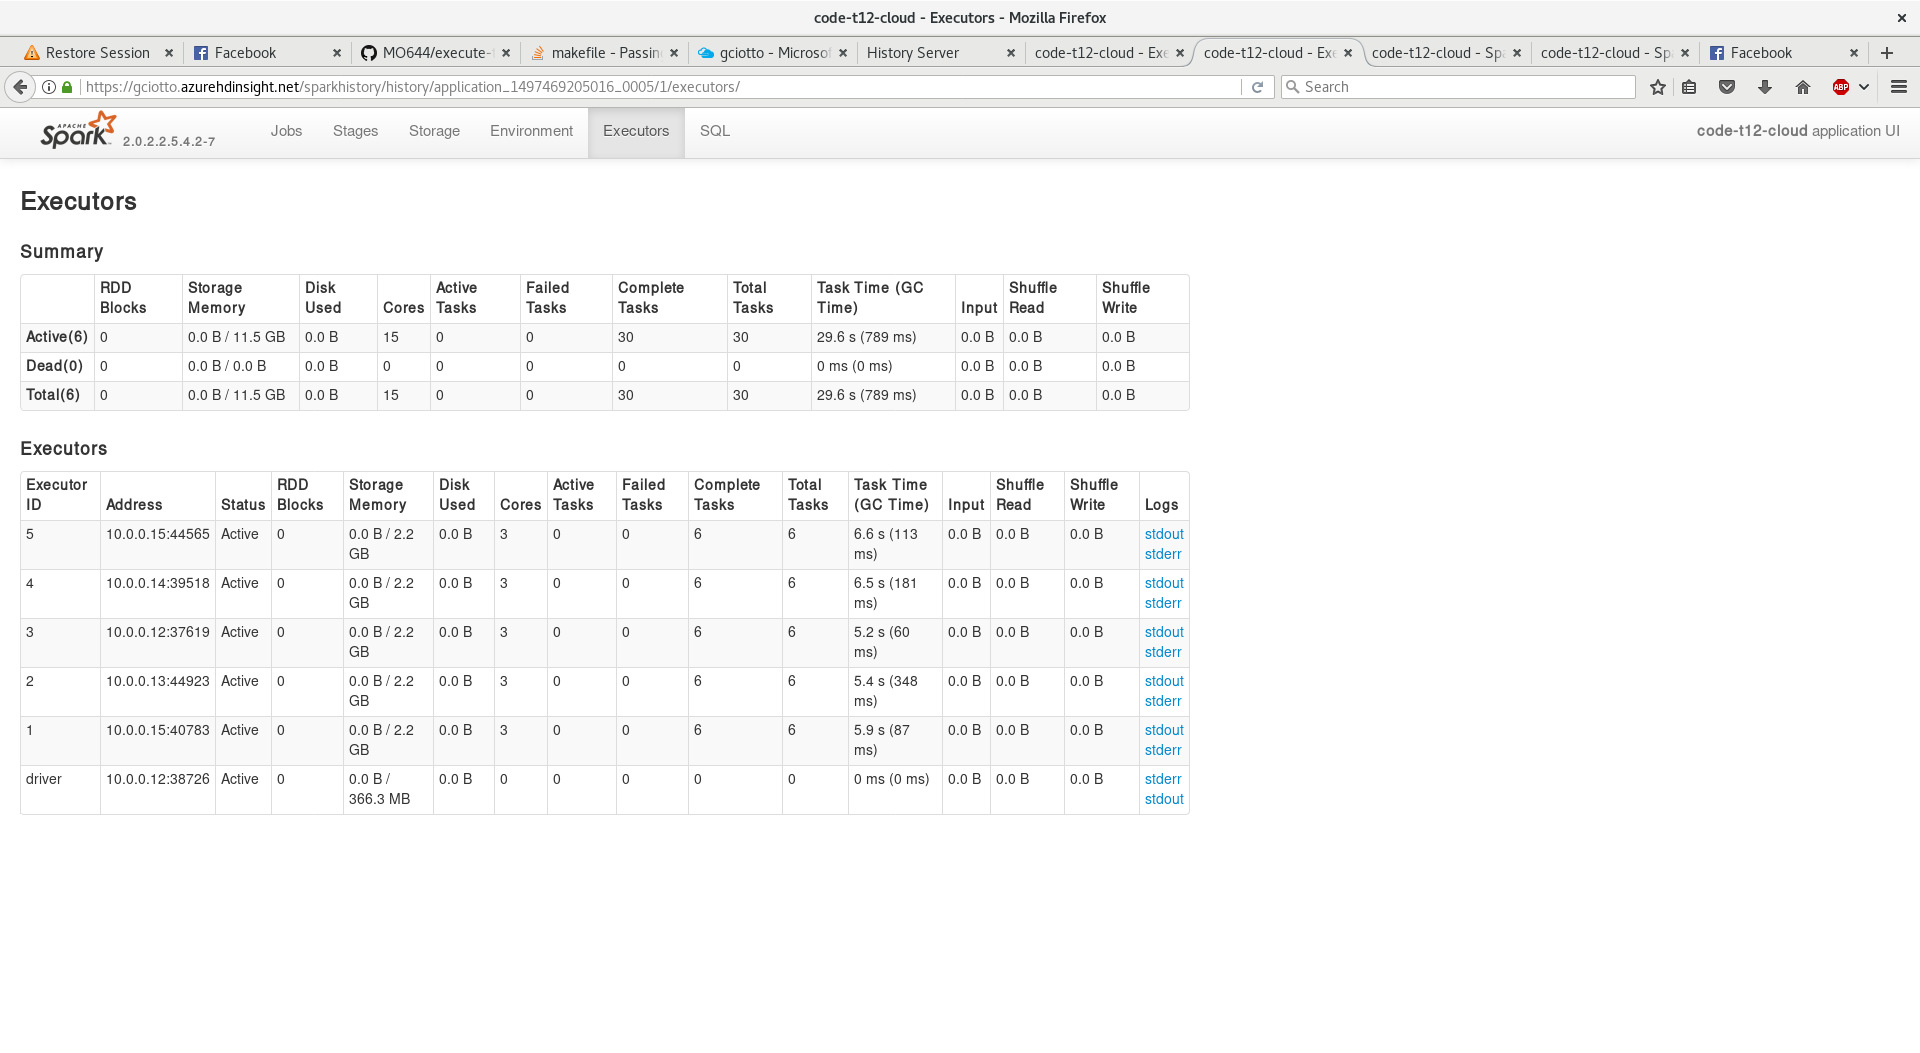 code-t12-cloud - Executors - Mozilla Firefox
Restore Session
Facebook
MO644/execute-
makefile - Passin
gciotto - Microsof
History Server
code-t12-cloud - Exe
code-t12-cloud - Exe
code-t12-cloud - Spa
code-t12-cloud - Spa
Facebook
https://gciotto.azurehdinsight.net/sparkhistory/history/application_1497469205016_0005/1/executors/
Search
ABP
APACHE Spark 2.0.2.2.5.4.2-7 Jobs Stages Storage Environment Executors SQL code-t12-cloud application UI
Executors
Summary
RDD Blocks Storage Memory Disk Used Cores Active Tasks Failed Tasks Complete Tasks Total Tasks Task Time (GC Time) Input Shuffle Read Shuffle Write
Active(6) 0 0.0 B / 11.5 GB 0.0 B 15 0 0 30 30 29.6 s (789 ms) 0.0 B 0.0 B 0.0 B
Dead(0) 0 0.0 B / 0.0 B 0.0 B 0 0 0 0 0 0 ms (0 ms) 0.0 B 0.0 B 0.0 B
Total(6) 0 0.0 B / 11.5 GB 0.0 B 15 0 0 30 30 29.6 s (789 ms) 0.0 B 0.0 B 0.0 B
Executors
Executor ID Address Status RDD Blocks Storage Memory Disk Used Cores Active Tasks Failed Tasks Complete Tasks Total Tasks Task Time (GC Time) Input Shuffle Read Shuffle Write Logs
5 10.0.0.15:44565 Active 0 0.0 B / 2.2 GB 0.0 B 3 0 0 6 6 6.6 s (113 ms) 0.0 B 0.0 B 0.0 B stdout stderr
4 10.0.0.14:39518 Active 0 0.0 B / 2.2 GB 0.0 B 3 0 0 6 6 6.5 s (181 ms) 0.0 B 0.0 B 0.0 B stdout stderr
3 10.0.0.12:37619 Active 0 0.0 B / 2.2 GB 0.0 B 3 0 0 6 6 5.2 s (60 ms) 0.0 B 0.0 B 0.0 B stdout stderr
2 10.0.0.13:44923 Active 0 0.0 B / 2.2 GB 0.0 B 3 0 0 6 6 5.4 s (348 ms) 0.0 B 0.0 B 0.0 B stdout stderr
1 10.0.0.15:40783 Active 0 0.0 B / 2.2 GB 0.0 B 3 0 0 6 6 5.9 s (87 ms) 0.0 B 0.0 B 0.0 B stdout stderr
driver 10.0.0.12:38726 Active 0 0.0 B / 366.3 MB 0.0 B 0 0 0 0 0 0 ms (0 ms) 0.0 B 0.0 B 0.0 B stderr stdout